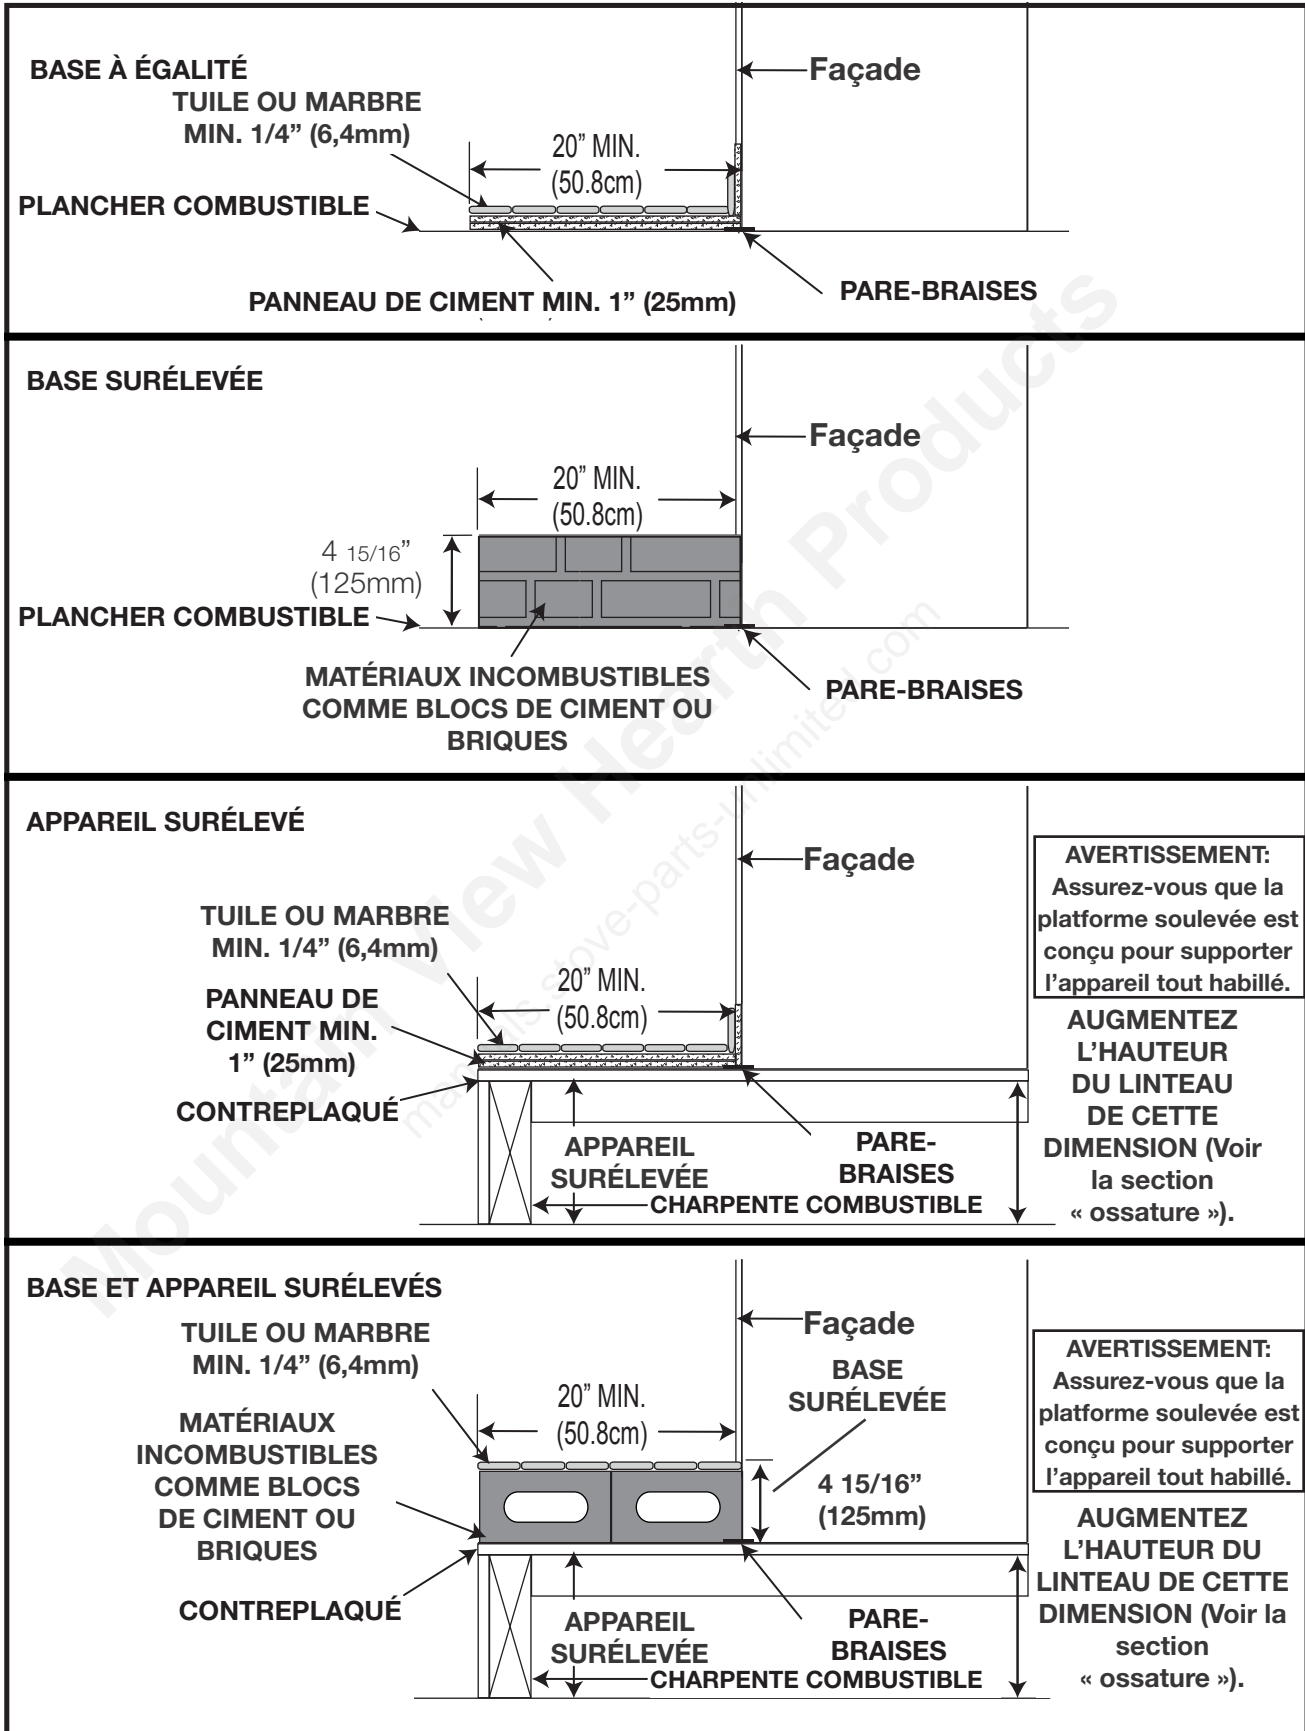 BASE À ÉGALITÉ
TUILE OU MARBRE
MIN. 1/4” (6,4mm)
Façade
20” MIN.
(50.8cm)
PLANCHER COMBUSTIBLE
PANNEAU DE CIMENT MIN. 1” (25mm)
PARE-BRAISES
BASE SURÉLEVÉE
Façade
20” MIN.
(50.8cm)
4 15/16”
(125mm)
PLANCHER COMBUSTIBLE
MATÉRIAUX INCOMBUSTIBLES
COMME BLOCS DE CIMENT OU
BRIQUES
PARE-BRAISES
APPAREIL SURÉLEVÉ
Façade
TUILE OU MARBRE
MIN. 1/4” (6,4mm)
20” MIN.
(50.8cm)
PANNEAU DE
CIMENT MIN.
1” (25mm)
CONTREPLAQUÉ
APPAREIL
SURÉLEVÉE
PARE-
BRAISES
CHARPENTE COMBUSTIBLE
AVERTISSEMENT:
Assurez-vous que la
platforme soulevée est
conçu pour supporter
l’appareil tout habillé.
AUGMENTEZ
L’HAUTEUR
DU LINTEAU
DE CETTE
DIMENSION (Voir
la section
« ossature »).
BASE ET APPAREIL SURÉLEVÉS
TUILE OU MARBRE
MIN. 1/4” (6,4mm)
Façade
BASE
SURÉLEVÉE
20” MIN.
(50.8cm)
MATÉRIAUX
INCOMBUSTIBLES
COMME BLOCS
DE CIMENT OU
BRIQUES
4 15/16”
(125mm)
CONTREPLAQUÉ
APPAREIL
SURÉLEVÉE
PARE-
BRAISES
CHARPENTE COMBUSTIBLE
AVERTISSEMENT:
Assurez-vous que la
platforme soulevée est
conçu pour supporter
l’appareil tout habillé.
AUGMENTEZ
L’HAUTEUR DU
LINTEAU DE CETTE
DIMENSION (Voir la
section
« ossature »).
Mountain View Hearth Products
manuals.stove-parts-unlimited.com